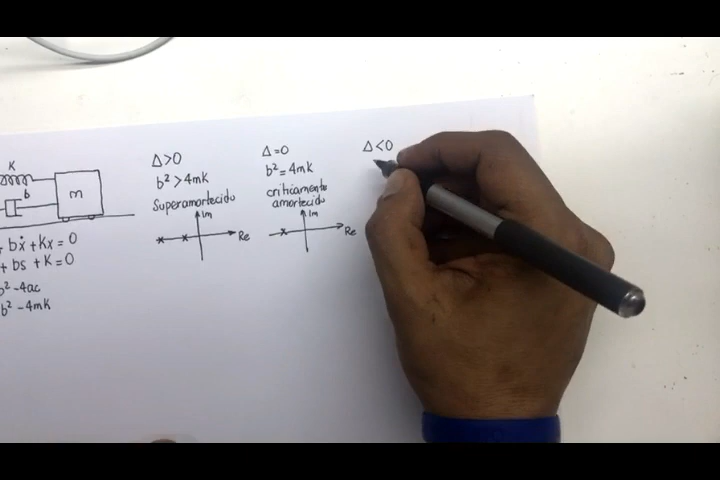 K
b
m
+ bẋ + Kx = 0
+ bs + K = 0
b² - 4ac
b² - 4mk
Δ>0
b² > 4mk
Superamortecido
Im
Re
Δ=0
b² = 4mk
criticamente
amortecido
Im
Re
Δ<0